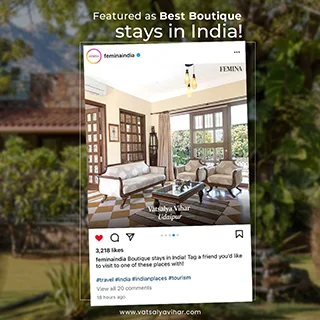 Featured as Best Boutique
stays in India!
feminaindia
FEMINA
Vatsalya Vihar
Udaipur
3,218 likes
feminaindia Boutique stays in India! Tag a friend you'd like
to visit to one of these places with!
#travel #india #indianplaces #tourism
View all 20 comments
18 hours ago
www.vatsalyavihar.com